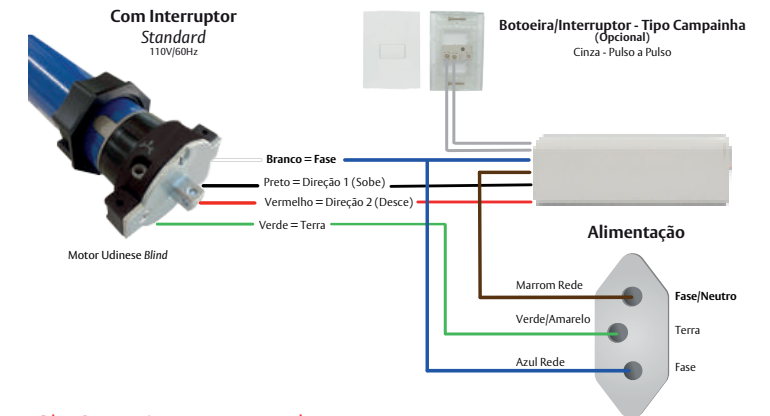 Com Interruptor
Standard
110V/60Hz
Botoeira/Interruptor - Tipo Campainha
(Opcional)
Cinza - Pulso a Pulso
Branco = Fase
Preto = Direção 1 (Sobe)
Vermelho = Direção 2 (Desce)
Verde = Terra
Motor Udinese Blind
Alimentação
Marrom Rede
Fase/Neutro
Verde/Amarelo
Terra
Azul Rede
Fase